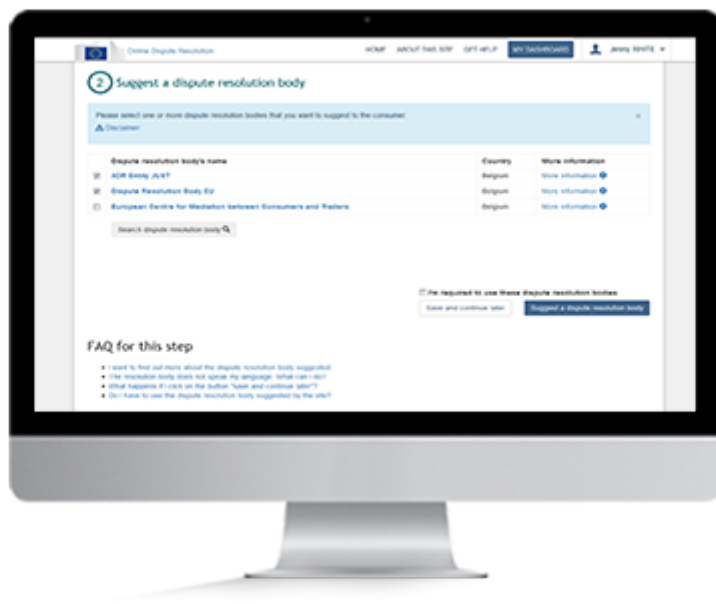 Online Dispute Resolution HOME ABOUT THIS SITE GET HELP MY DASHBOARD Jenny WHITE
2 Suggest a dispute resolution body
Please select one or more dispute resolution bodies that you want to suggest to the consumer. ×
Disclaimer
Dispute resolution body's name Country More information
ADR Entity JUST Belgium More information
Dispute Resolution Body EU Belgium More information
European Centre for Mediation between Consumers and Traders Belgium More information
Search dispute resolution body
I'm required to use these dispute resolution bodies
Save and continue later Suggest a dispute resolution body
FAQ for this step
I want to find out more about the dispute resolution body suggested.
The resolution body does not speak my language. What can I do?
What happens if I click on the button "save and continue later"?
Do I have to use the dispute resolution body suggested by the site?